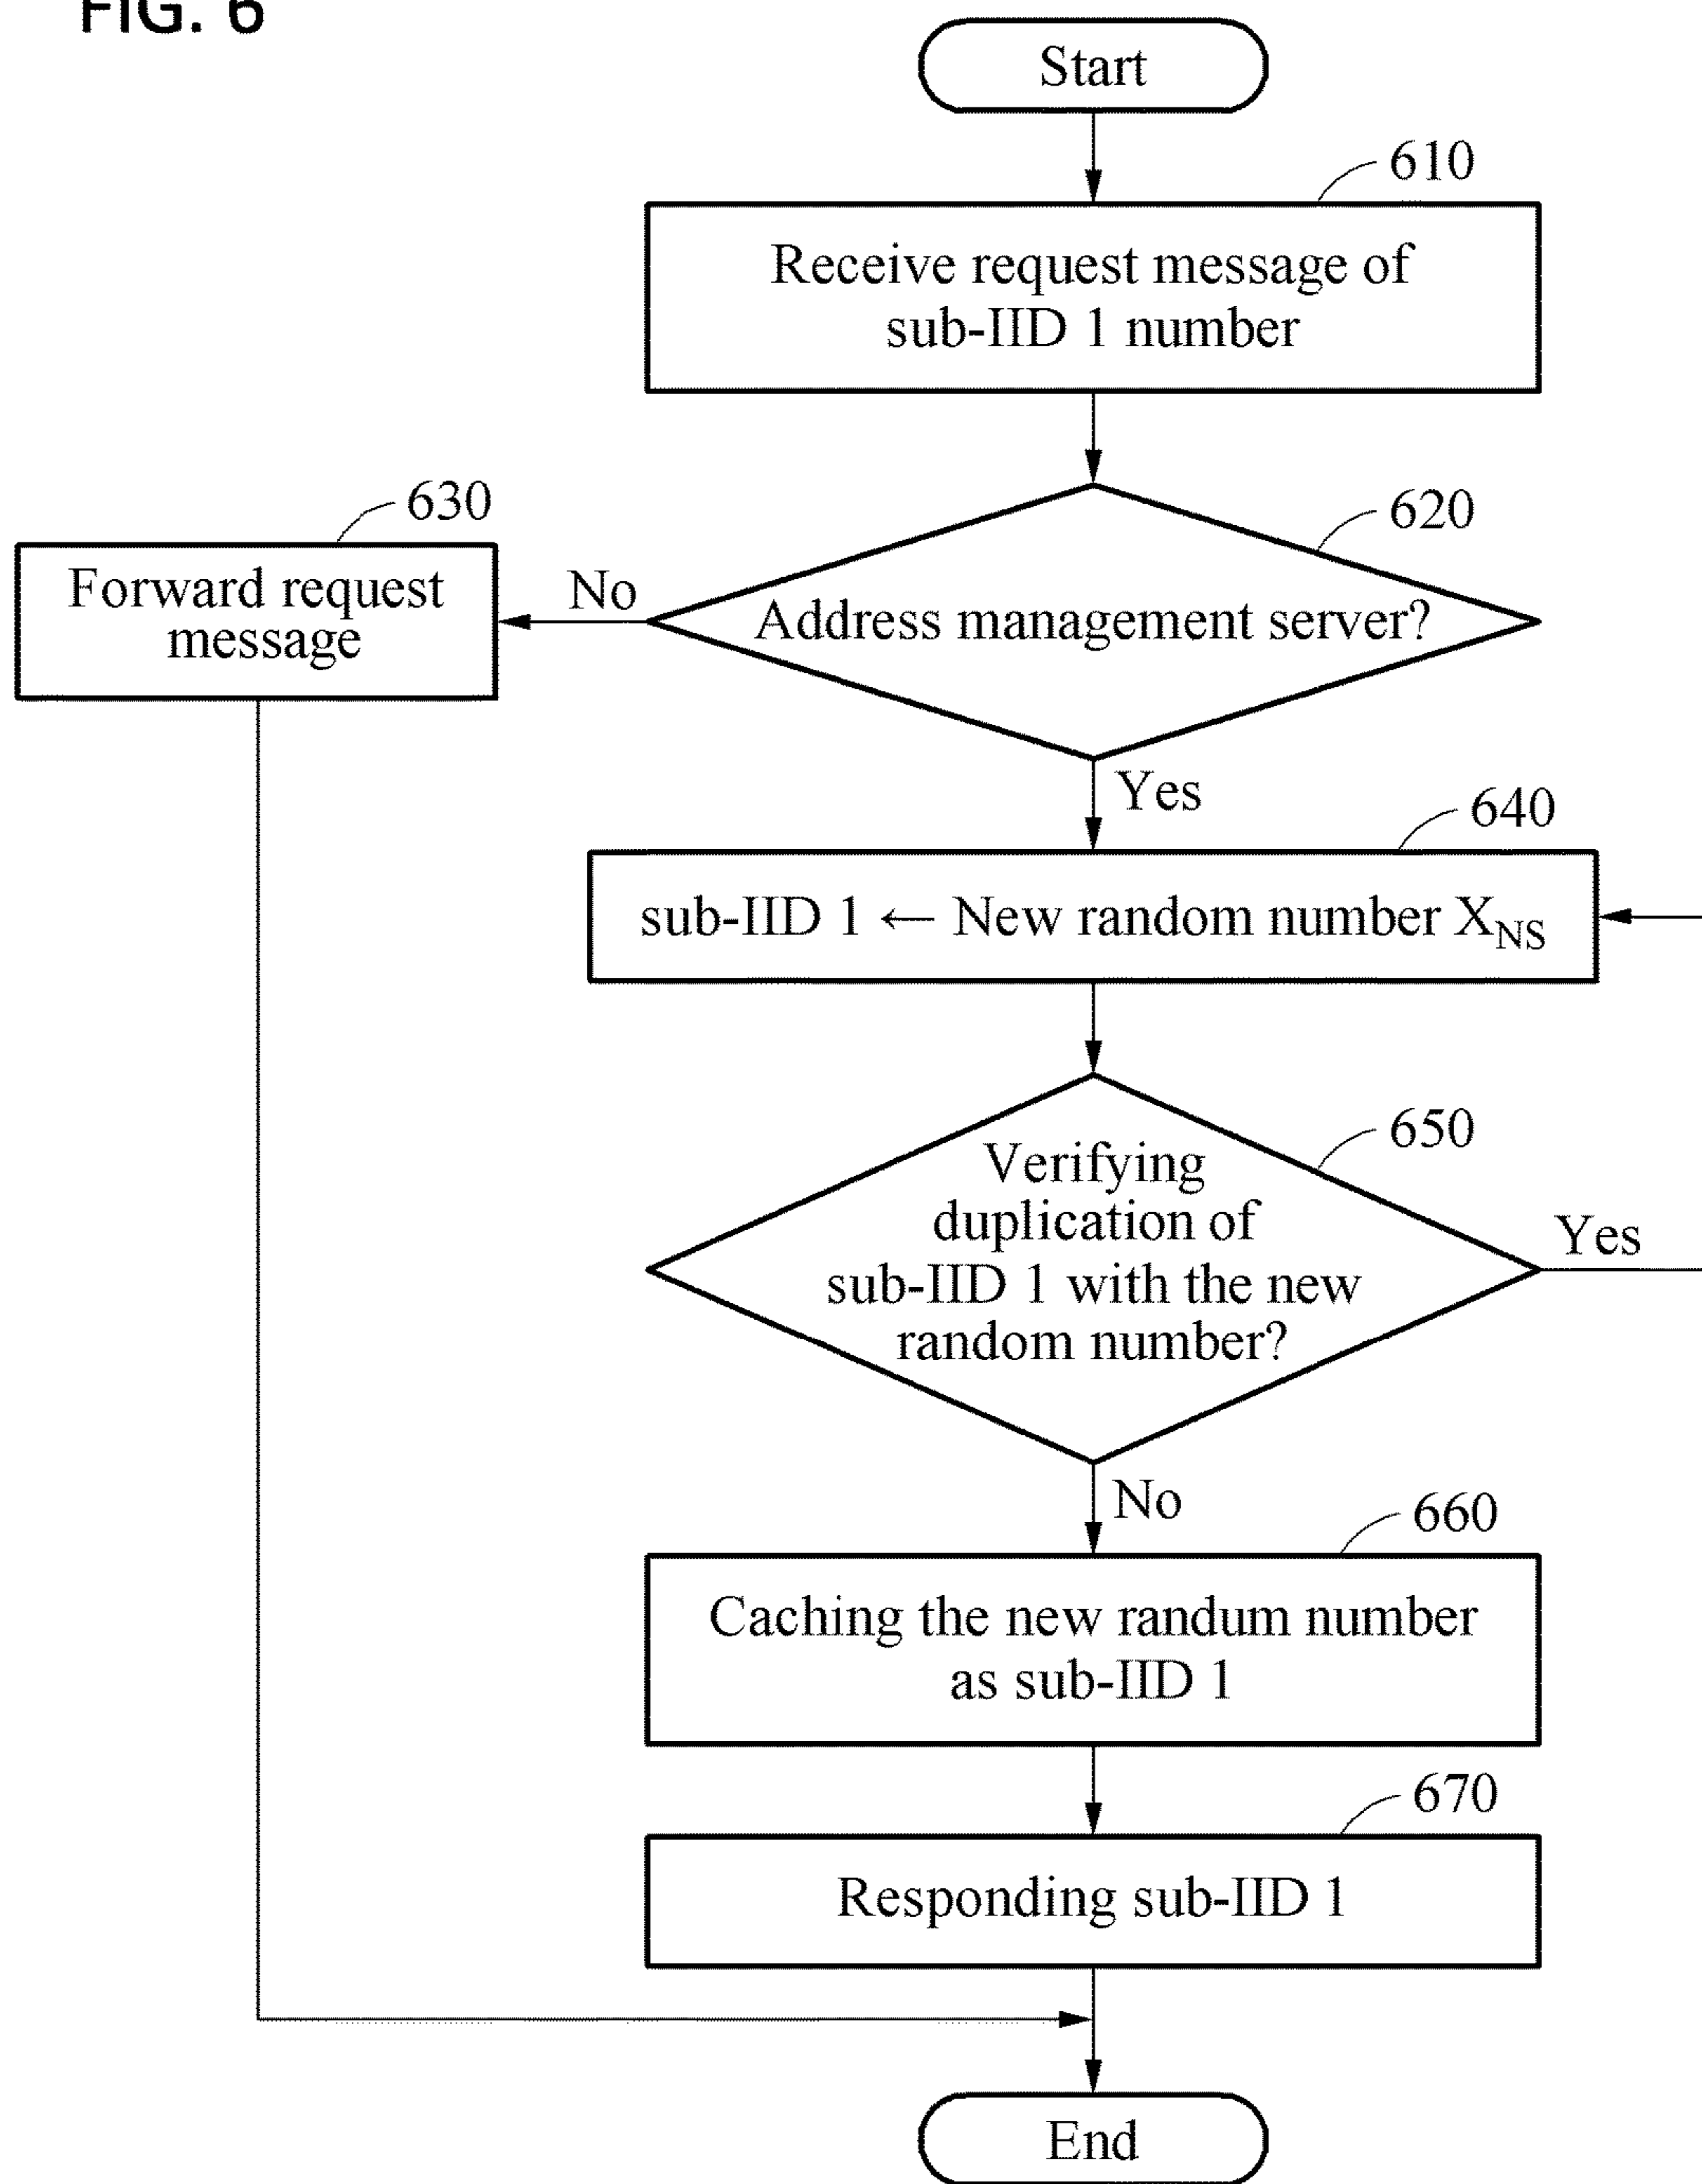 FIG. 6
Start
610
Receive request message of
sub-IID 1 number
620
Address management server?
No
630
Forward request
message
Yes
640
sub-IID 1 ← New random number XNS
650
Verifying
duplication of
sub-IID 1 with the new
random number?
Yes
No
660
Caching the new randum number
as sub-IID 1
670
Responding sub-IID 1
End